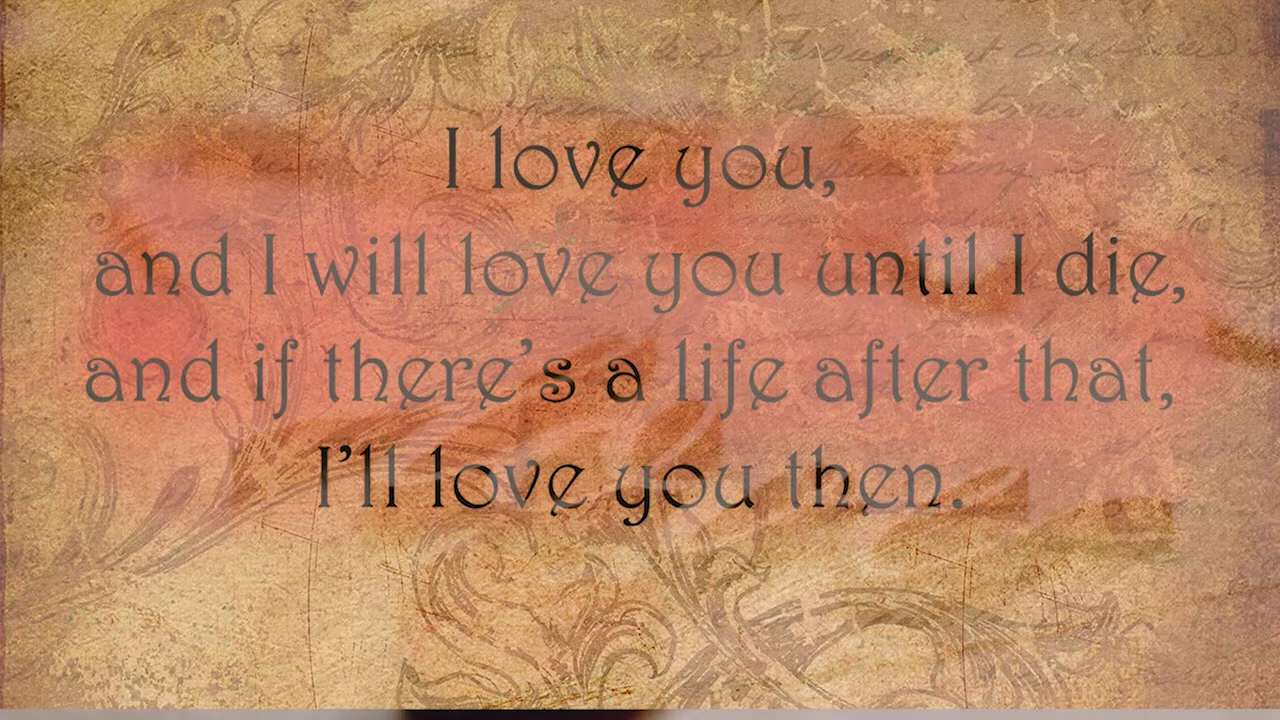 I love you,
and I will love you until I die,
and if there's a life after that,
I'll love you then.